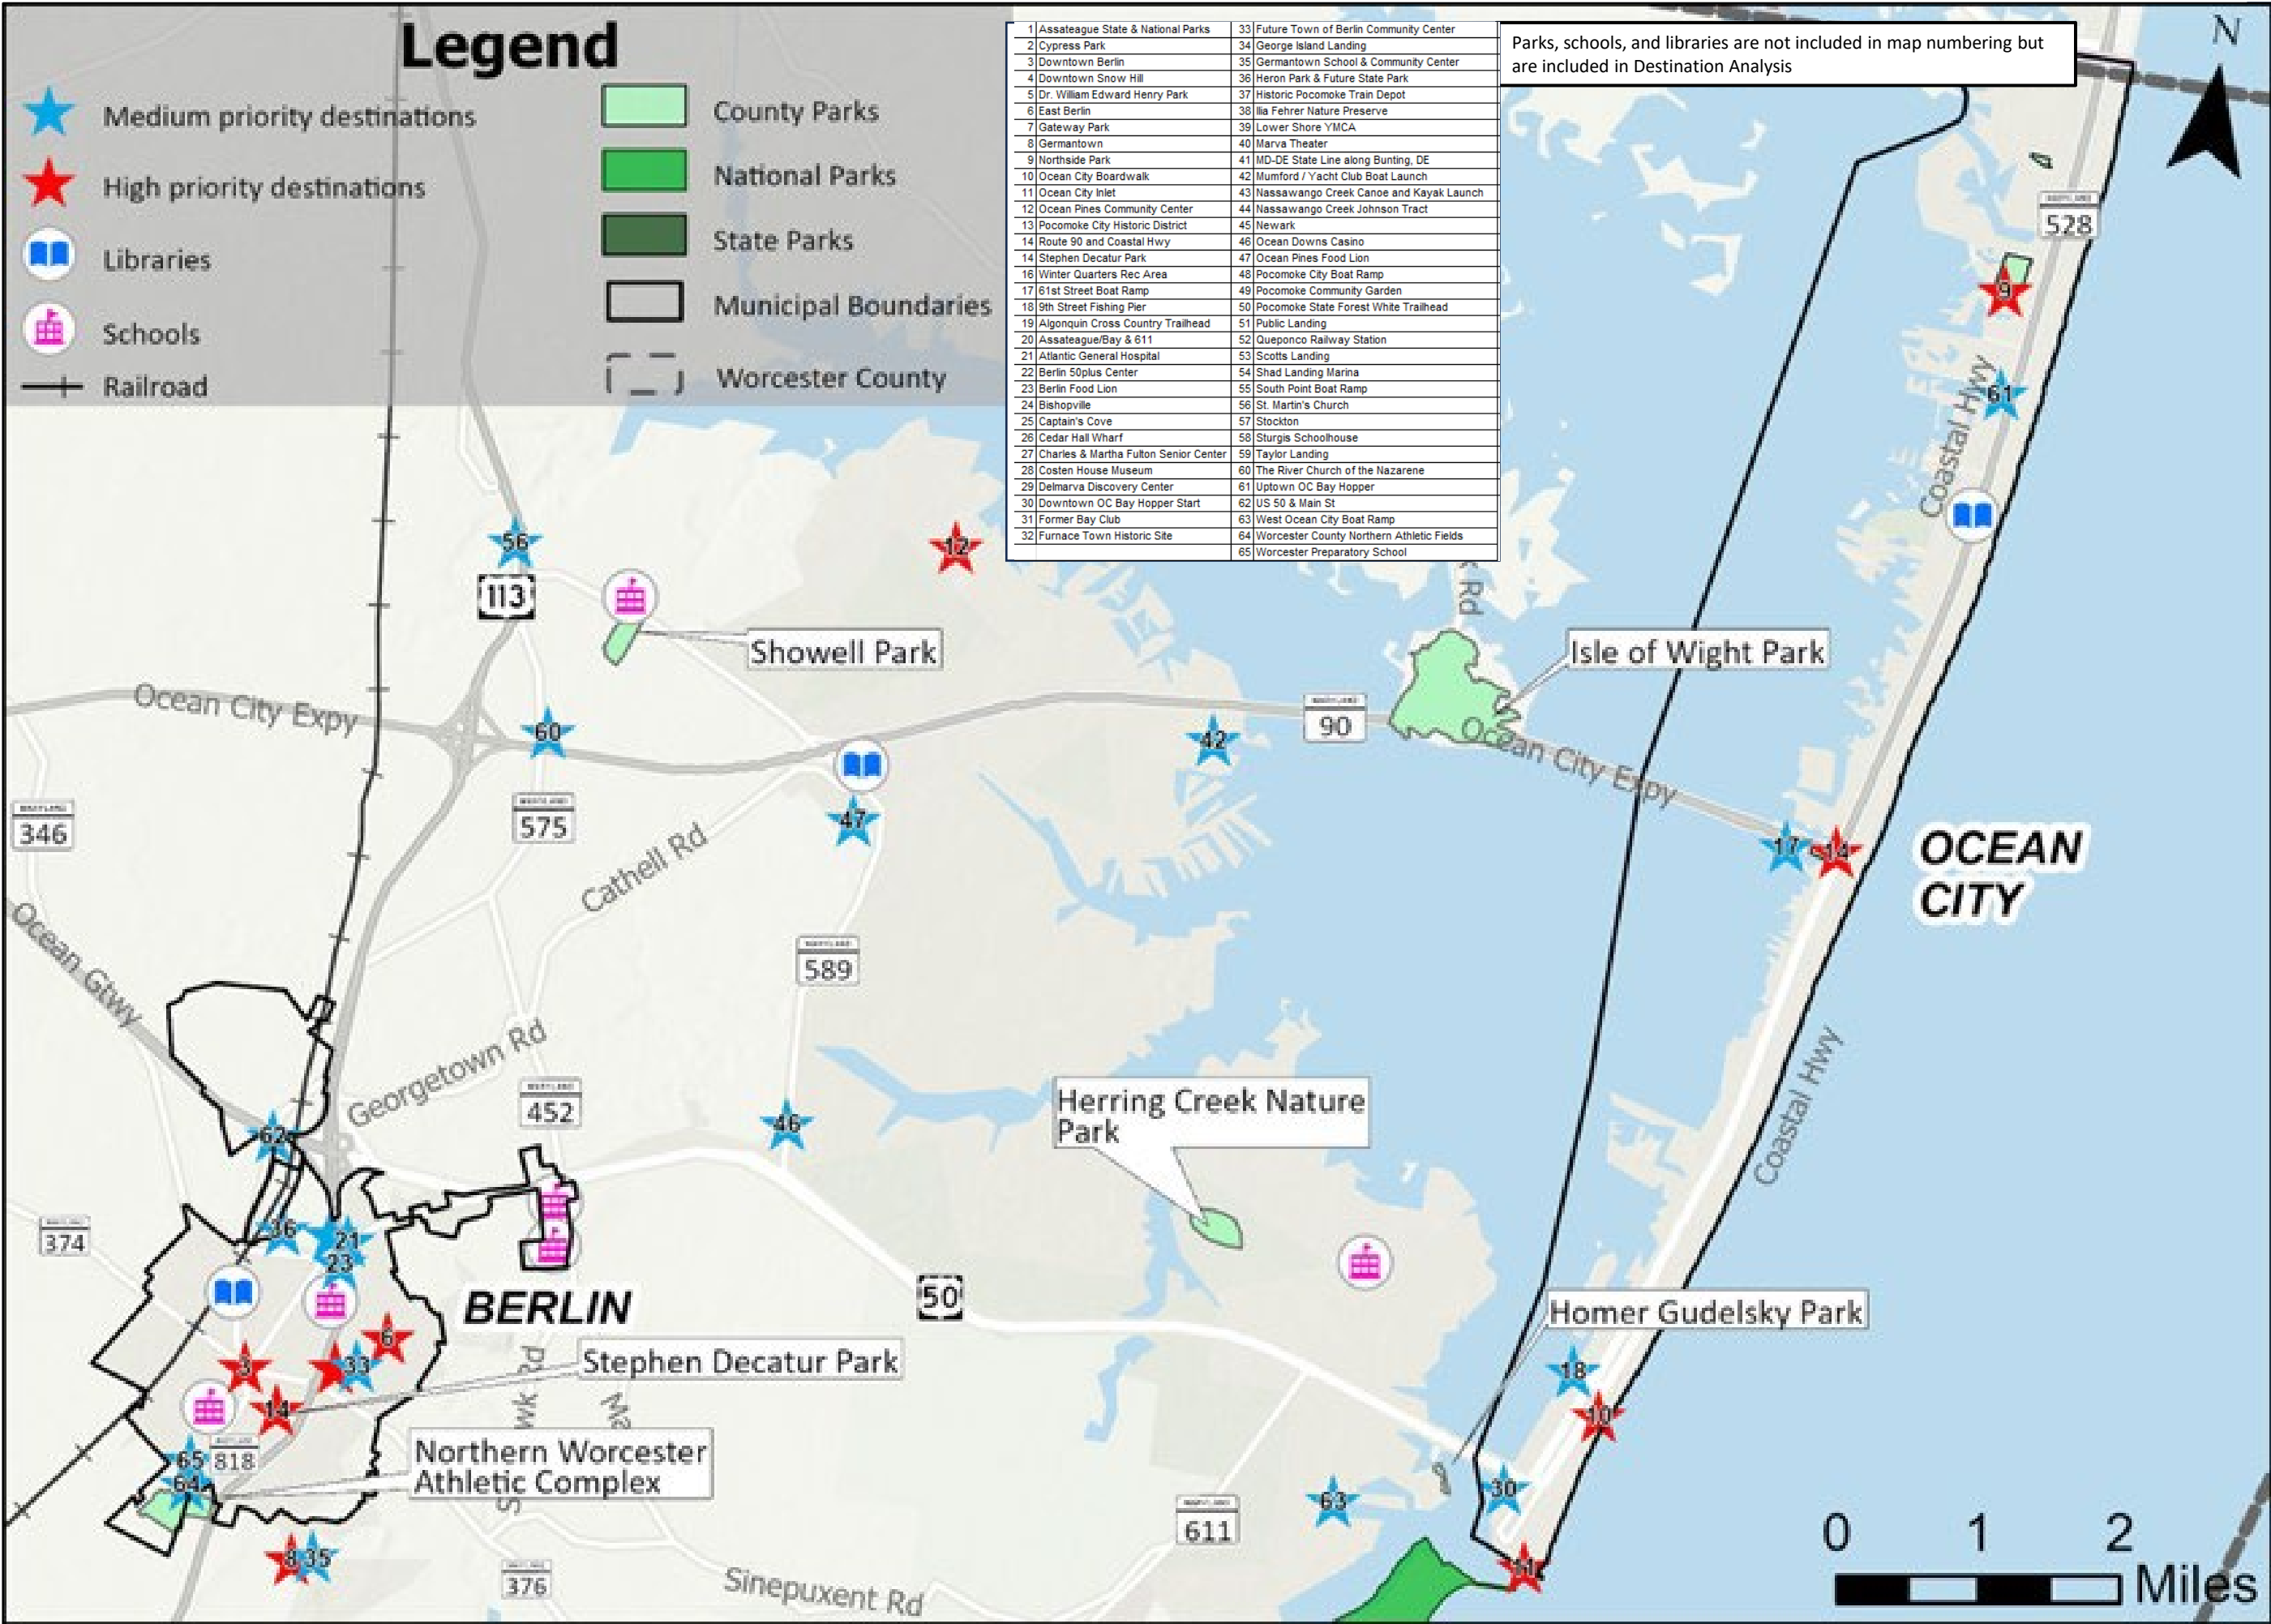 Legend
Medium priority destinations
High priority destinations
Libraries
Schools
Railroad
County Parks
National Parks
State Parks
Municipal Boundaries
Worcester County
1 Assateague State & National Parks
2 Cypress Park
3 Downtown Berlin
4 Downtown Snow Hill
5 Dr. William Edward Henry Park
6 East Berlin
7 Gateway Park
8 Germantown
9 Northside Park
10 Ocean City Boardwalk
11 Ocean City Inlet
12 Ocean Pines Community Center
13 Pocomoke City Historic District
14 Route 90 and Coastal Hwy
14 Stephen Decatur Park
16 Winter Quarters Rec Area
17 61st Street Boat Ramp
18 9th Street Fishing Pier
19 Algonquin Cross Country Trailhead
20 Assateague/Bay & 611
21 Atlantic General Hospital
22 Berlin 50plus Center
23 Berlin Food Lion
24 Bishopville
25 Captain's Cove
26 Cedar Hall Wharf
27 Charles & Martha Fulton Senior Center
28 Costen House Museum
29 Delmarva Discovery Center
30 Downtown OC Bay Hopper Start
31 Former Bay Club
32 Furnace Town Historic Site
33 Future Town of Berlin Community Center
34 George Island Landing
35 Germantown School & Community Center
36 Heron Park & Future State Park
37 Historic Pocomoke Train Depot
38 Ilia Fehrer Nature Preserve
39 Lower Shore YMCA
40 Marva Theater
41 MD-DE State Line along Bunting, DE
42 Mumford / Yacht Club Boat Launch
43 Nassawango Creek Canoe and Kayak Launch
44 Nassawango Creek Johnson Tract
45 Newark
46 Ocean Downs Casino
47 Ocean Pines Food Lion
48 Pocomoke City Boat Ramp
49 Pocomoke Community Garden
50 Pocomoke State Forest White Trailhead
51 Public Landing
52 Queponco Railway Station
53 Scotts Landing
54 Shad Landing Marina
55 South Point Boat Ramp
56 St. Martin's Church
57 Stockton
58 Sturgis Schoolhouse
59 Taylor Landing
60 The River Church of the Nazarene
61 Uptown OC Bay Hopper
62 US 50 & Main St
63 West Ocean City Boat Ramp
64 Worcester County Northern Athletic Fields
65 Worcester Preparatory School
Parks, schools, and libraries are not included in map numbering but
are included in Destination Analysis
N
528
9
61
Coastal Hwy
56
12
113
Rd
Showell Park
Isle of Wight Park
Ocean City Expy
60
42
90
Ocean City Expy
346
575
47
17
14
OCEAN
CITY
Cathell Rd
Ocean Gtwy
589
Georgetown Rd
452
46
62
Herring Creek Nature
Park
Coastal Hwy
374
36
21
23
50
BERLIN
Homer Gudelsky Park
6
3
33
Stephen Decatur Park
18
14
wk Rd
10
65
818
64
Northern Worcester
Athletic Complex
30
63
611
8
35
376
11
Sinepuxent Rd
0 1 2
Miles